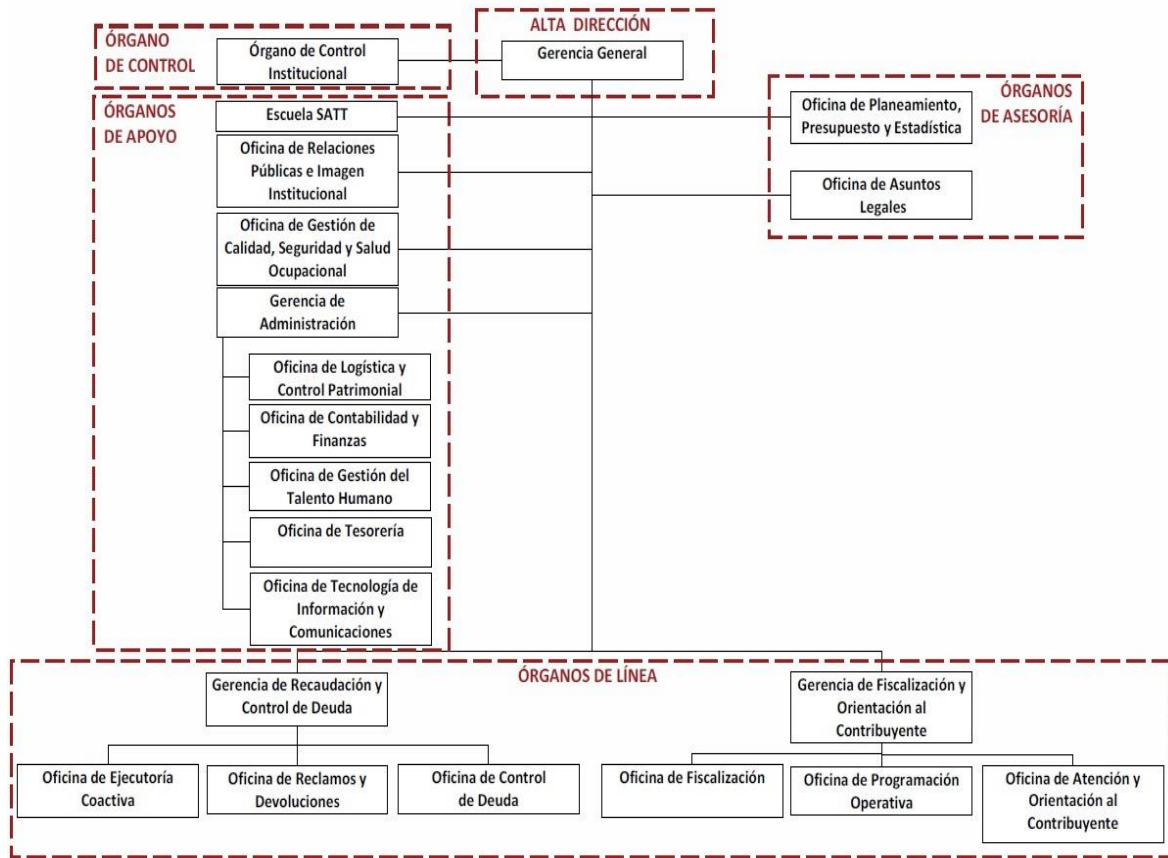 ÓRGANO
DE CONTROL
Órgano de Control
Institucional
ALTA DIRECCIÓN
Gerencia General
ÓRGANOS
DE APOYO
Escuela SATT
Oficina de Relaciones
Públicas e Imagen
Institucional
Oficina de Gestión de
Calidad, Seguridad y Salud
Ocupacional
Gerencia de
Administración
Oficina de Logística y
Control Patrimonial
Oficina de Contabilidad y
Finanzas
Oficina de Gestión del
Talento Humano
Oficina de Tesorería
Oficina de Tecnología de
Información y
Comunicaciones
ÓRGANOS
DE ASESORÍA
Oficina de Planeamiento,
Presupuesto y Estadística
Oficina de Asuntos
Legales
ÓRGANOS DE LÍNEA
Gerencia de Recaudación y
Control de Deuda
Oficina de Ejecutoría
Coactiva
Oficina de Reclamos y
Devoluciones
Oficina de Control
de Deuda
Gerencia de Fiscalización y
Orientación al
Contribuyente
Oficina de Fiscalización
Oficina de Programación
Operativa
Oficina de Atención y
Orientación al
Contribuyente